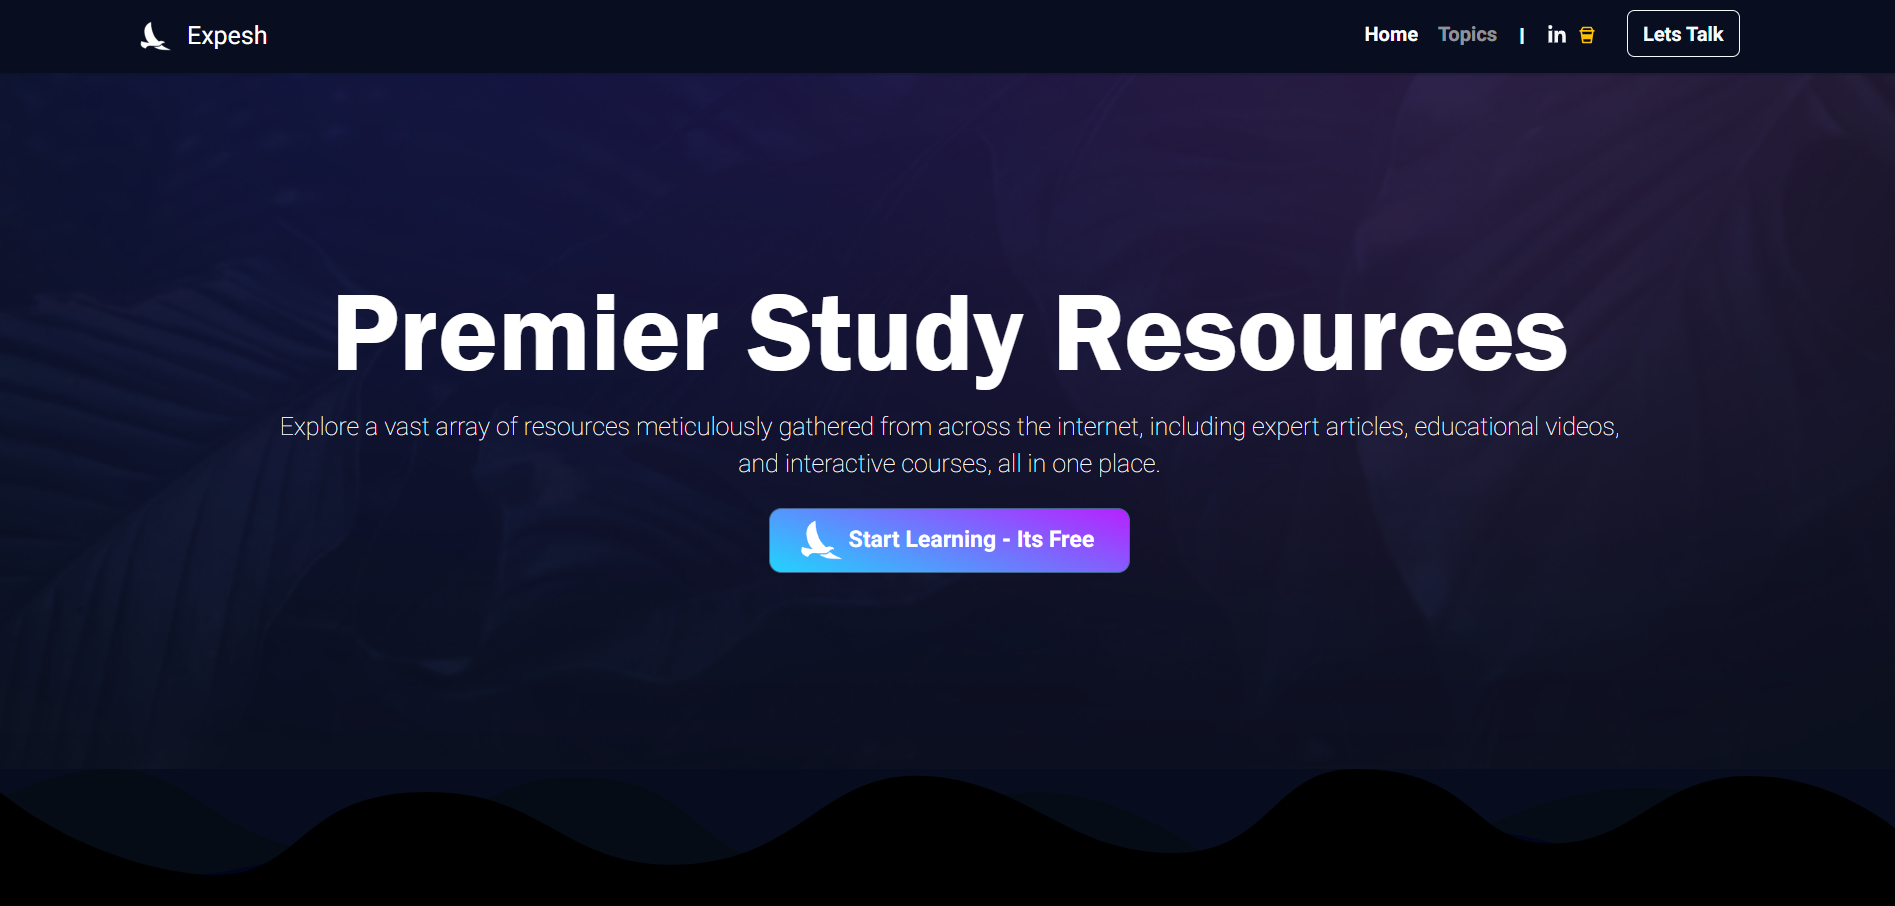 Expesh
Home Topics | in Lets Talk
Premier Study Resources
Explore a vast array of resources meticulously gathered from across the internet, including expert articles, educational videos,
and interactive courses, all in one place.
Start Learning - Its Free